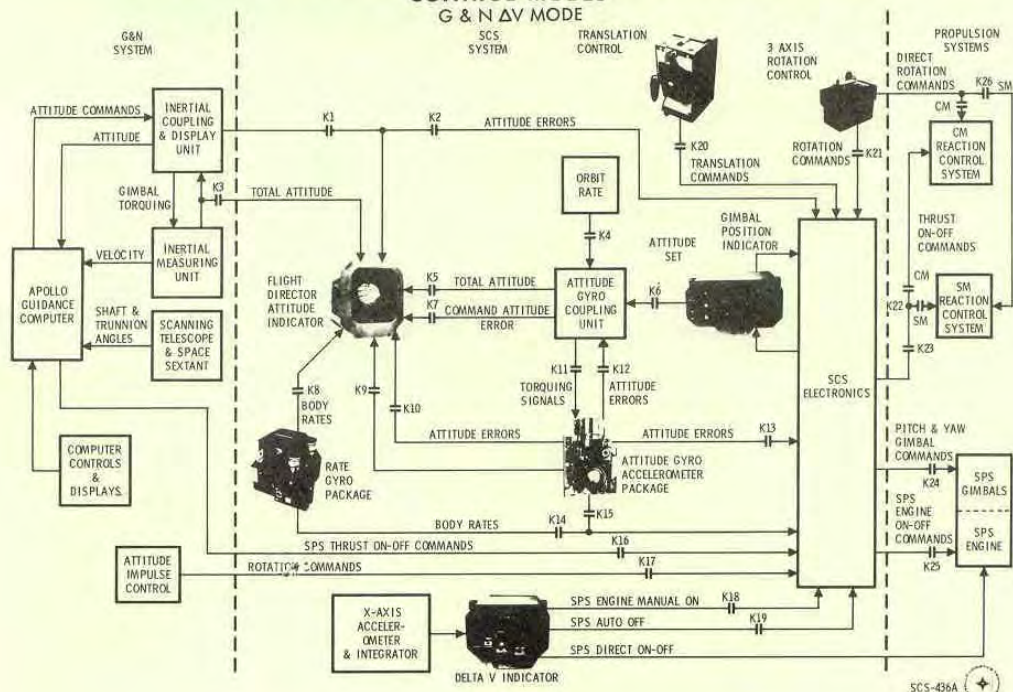 G & N ΔV MODE
G&N
SYSTEM
SCS
SYSTEM
TRANSLATION
CONTROL
3 AXIS
ROTATION
CONTROL
PROPULSION
SYSTEMS
DIRECT
ROTATION
COMMANDS
K26
SM
CM
ATTITUDE COMMANDS
ATTITUDE
INERTIAL
COUPLING
& DISPLAY
UNIT
K1
K2
ATTITUDE ERRORS
K20
TRANSLATION
COMMANDS
ROTATION
COMMANDS
K21
CM
REACTION
CONTROL
SYSTEM
GIMBAL
TORQUING
K3
TOTAL ATTITUDE
ORBIT
RATE
K4
GIMBAL
POSITION
INDICATOR
THRUST
ON-OFF
COMMANDS
VELOCITY
INERTIAL
MEASURING
UNIT
APOLLO
GUIDANCE
COMPUTER
FLIGHT
DIRECTOR
ATTITUDE
INDICATOR
K5
TOTAL ATTITUDE
K7
COMMAND ATTITUDE
ERROR
ATTITUDE
GYRO
COUPLING
UNIT
ATTITUDE
SET
K6
CM
K22
SM
K23
SM
REACTION
CONTROL
SYSTEM
SHAFT &
TRUNNION
ANGLES
SCANNING
TELESCOPE
& SPACE
SEXTANT
K8
BODY
RATES
K9
K10
K11
TORQUING
SIGNALS
K12
ATTITUDE
ERRORS
SCS
ELECTRONICS
ATTITUDE ERRORS
ATTITUDE ERRORS
K13
COMPUTER
CONTROLS
&
DISPLAYS.
RATE
GYRO
PACKAGE
ATTITUDE GYRO
ACCELEROMETER
PACKAGE
PITCH & YAW
GIMBAL
COMMANDS
K24
SPS
GIMBALS
K15
BODY RATES
K14
SPS THRUST ON-OFF COMMANDS
K16
SPS
ENGINE
ON-OFF
COMMANDS
K25
SPS
ENGINE
ATTITUDE
IMPULSE
CONTROL
ROTATION COMMANDS
K17
X-AXIS
ACCELER-
OMETER
& INTEGRATOR
SPS ENGINE MANUAL ON
K18
SPS AUTO OFF
K19
SPS DIRECT ON-OFF
DELTA V INDICATOR
SCS-436A